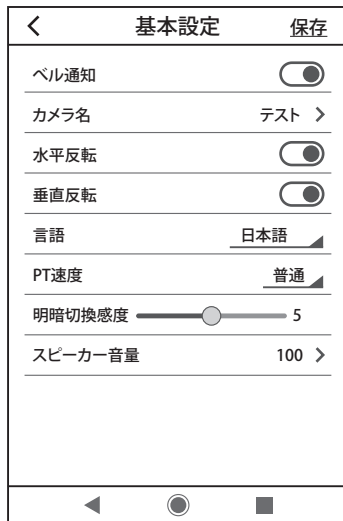 基本設定 保存
ベル通知
カメラ名 テスト
水平反転
垂直反転
言語 日本語
PT速度 普通
明暗切換感度 5
スピーカー音量 100